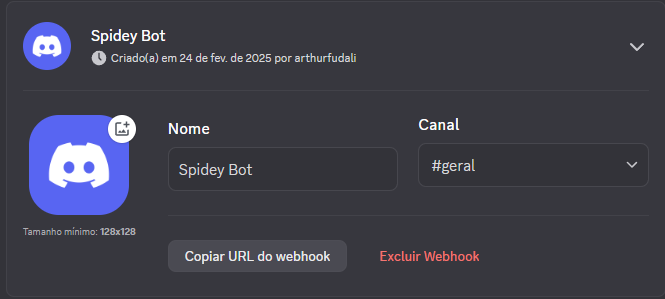 Spidey Bot
Criado(a) em 24 de fev. de 2025 por arthurfudali
Nome
Canal
Spidey Bot
#geral
Tamanho mínimo: 128x128
Copiar URL do webhook
Excluir Webhook